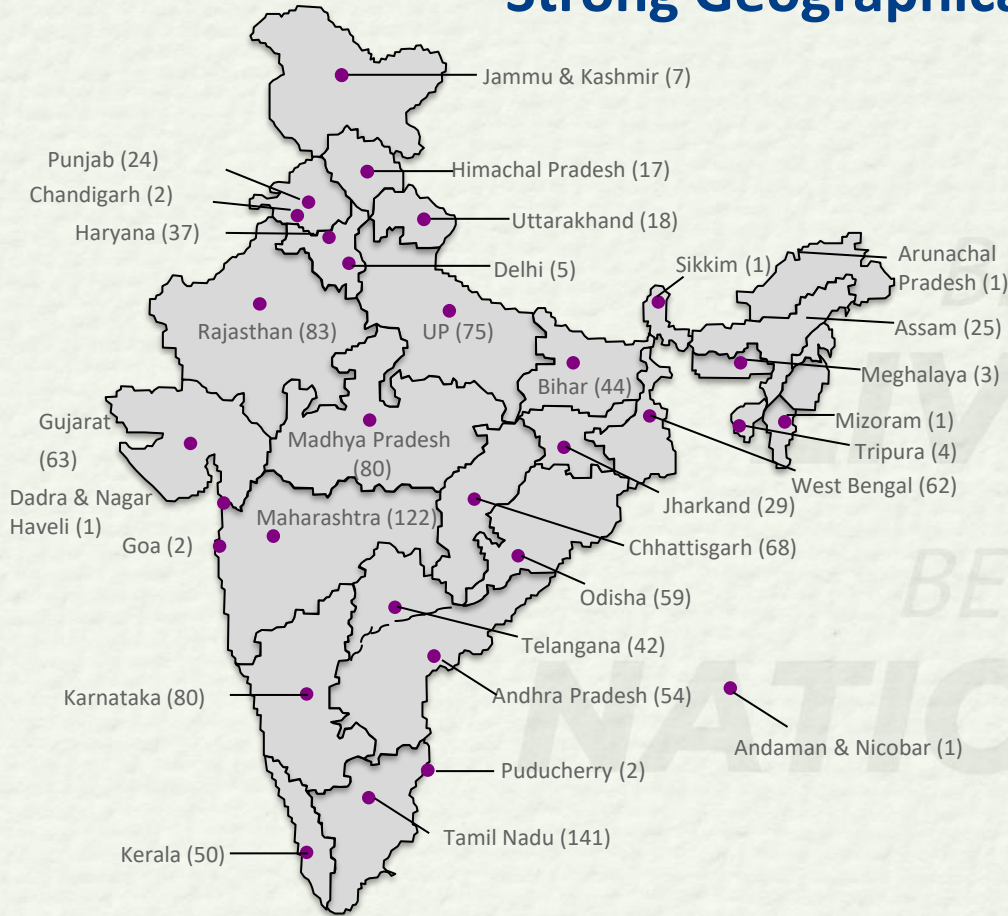 Strong Geographica
Jammu & Kashmir (7)
Punjab (24)
Himachal Pradesh (17)
Chandigarh (2)
Uttarakhand (18)
Haryana (37)
Delhi (5)
Sikkim (1)
Arunachal
Pradesh (1)
Assam (25)
Rajasthan (83)
UP (75)
Bihar (44)
Meghalaya (3)
Gujarat
(63)
Madhya Pradesh
(80)
Mizoram (1)
Tripura (4)
West Bengal (62)
Jharkand (29)
Dadra & Nagar
Haveli (1)
Maharashtra (122)
Goa (2)
Chhattisgarh (68)
Odisha (59)
Telangana (42)
Karnataka (80)
Andhra Pradesh (54)
Andaman & Nicobar (1)
Puducherry (2)
Tamil Nadu (141)
Kerala (50)
B
LIV
BE
NATIO